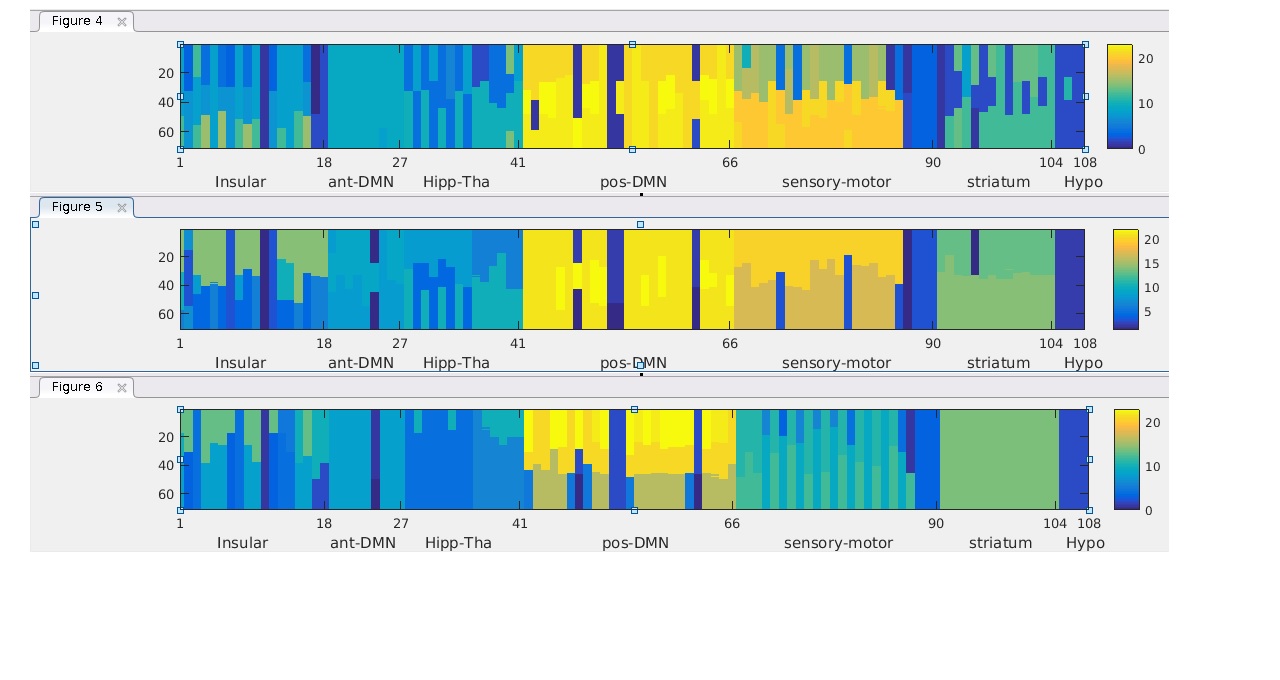 Figure 4
20
40
60
1 18 27 41 66 90 104 108
Insular ant-DMN Hipp-Tha pos-DMN sensory-motor striatum Hypo
20
10
0
Figure 5
20
40
60
1 18 27 41 66 90 104 108
Insular ant-DMN Hipp-Tha pos-DMN sensory-motor striatum Hypo
20
15
10
5
Figure 6
20
40
60
1 18 27 41 66 90 104 108
Insular ant-DMN Hipp-Tha pos-DMN sensory-motor striatum Hypo
20
10
0